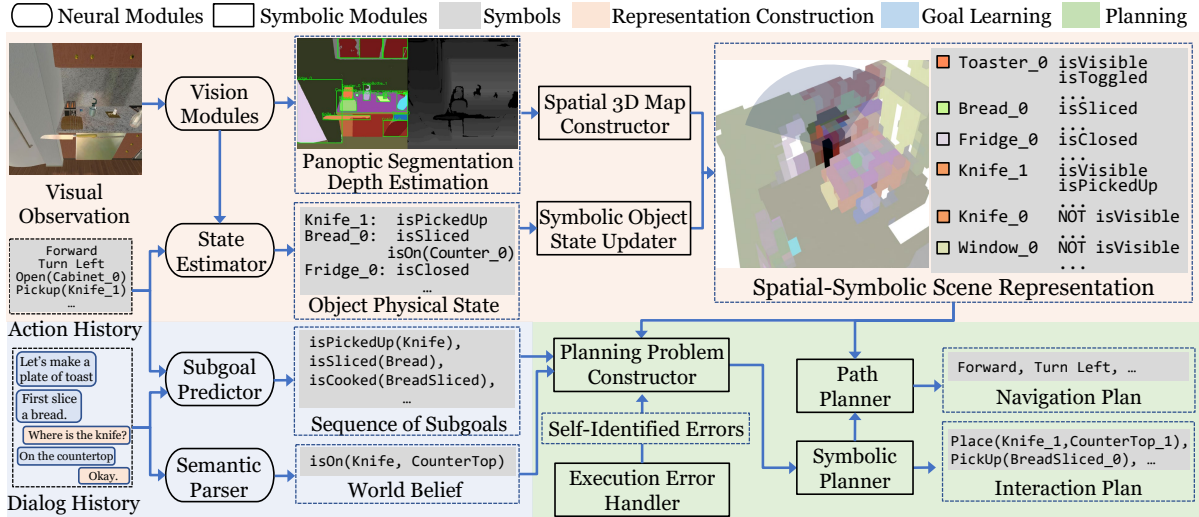 Neural Modules
Symbolic Modules
Symbols
Representation Construction
Goal Learning
Planning
Visual
Observation
Vision
Modules
Panoptic Segmentation
Depth Estimation
Spatial 3D Map
Constructor
Toaster_0 isVisible
isToggled
...
Bread_0 isSliced
...
Fridge_0 isClosed
...
Knife_1 isVisible
isPickedUp
...
Knife_0 NOT isVisible
...
Window_0 NOT isVisible
...
Spatial-Symbolic Scene Representation
Forward
Turn Left
Open(Cabinet_0)
Pickup(Knife_1)
…
Action History
State
Estimator
Knife_1: isPickedUp
Bread_0: isSliced
isOn(Counter_0)
Fridge_0: isClosed
…
Object Physical State
Symbolic Object
State Updater
Let's make a
plate of toast
First slice
a bread.
Where is the knife?
On the countertop
Okay.
Dialog History
Subgoal
Predictor
isPickedUp(Knife),
isSliced(Bread),
isCooked(BreadSliced),
…
Sequence of Subgoals
Semantic
Parser
isOn(Knife, CounterTop)
World Belief
Planning Problem
Constructor
Self-Identified Errors
Execution Error
Handler
Path
Planner
Symbolic
Planner
Forward, Turn Left, …
Navigation Plan
Place(Knife_1,CounterTop_1),
PickUp(BreadSliced_0), …
Interaction Plan